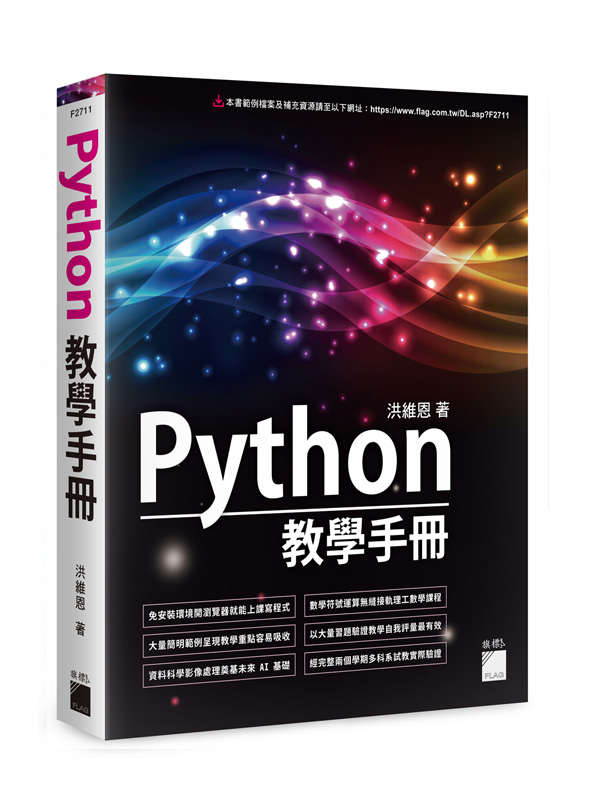 F2711
Python 教學手冊
洪維恩 著
旗標
FLAG
本書範例檔案及補充資源請至以下網址：https://www.flag.com.tw/DL.asp?F2711
洪維恩 著
Python
教學手冊
免安裝環境開瀏覽器就能上課寫程式
大量簡明範例呈現教學重點容易吸收
資料科學影像處理奠基未來 AI 基礎
數學符號運算無縫接軌理工數學課程
以大量習題驗證教學自我評量最有效
經完整兩個學期多科系試教實際驗證
旗標
FLAG